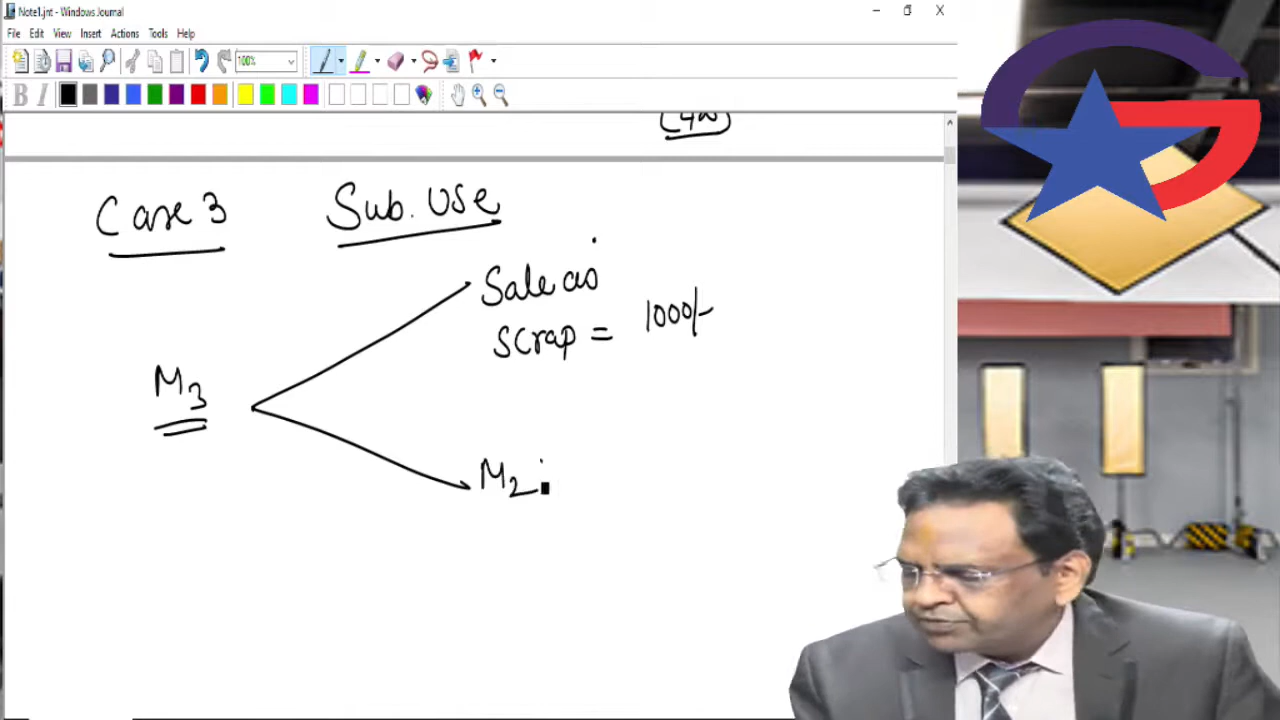 Note1.jnt - Windows Journal
File Edit View Insert Actions Tools Help
100%
B I
Case 3 Sub. Use
Sale as
scrap = 1000/-
M3
M2